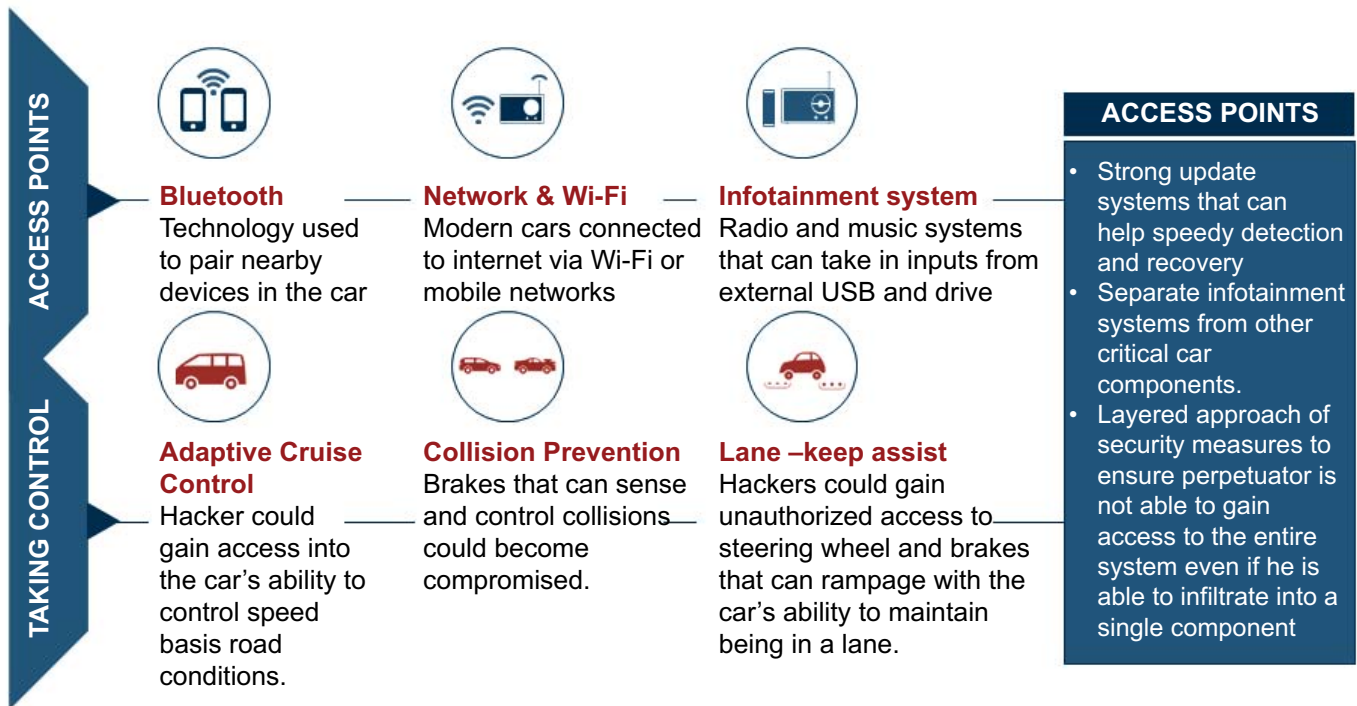 ACCESS POINTS
Bluetooth
Technology used
to pair nearby
devices in the car
Network & Wi-Fi
Modern cars connected
to internet via Wi-Fi or
mobile networks
Infotainment system
Radio and music systems
that can take in inputs from
external USB and drive
TAKING CONTROL
Adaptive Cruise
Control
Hacker could
gain access into
the car’s ability to
control speed
basis road
conditions.
Collision Prevention
Brakes that can sense
and control collisions
could become
compromised.
Lane –keep assist
Hackers could gain
unauthorized access to
steering wheel and brakes
that can rampage with the
car’s ability to maintain
being in a lane.
ACCESS POINTS
• Strong update
systems that can
help speedy detection
and recovery
• Separate infotainment
systems from other
critical car
components.
• Layered approach of
security measures to
ensure perpetuator is
not able to gain
access to the entire
system even if he is
able to infiltrate into a
single component